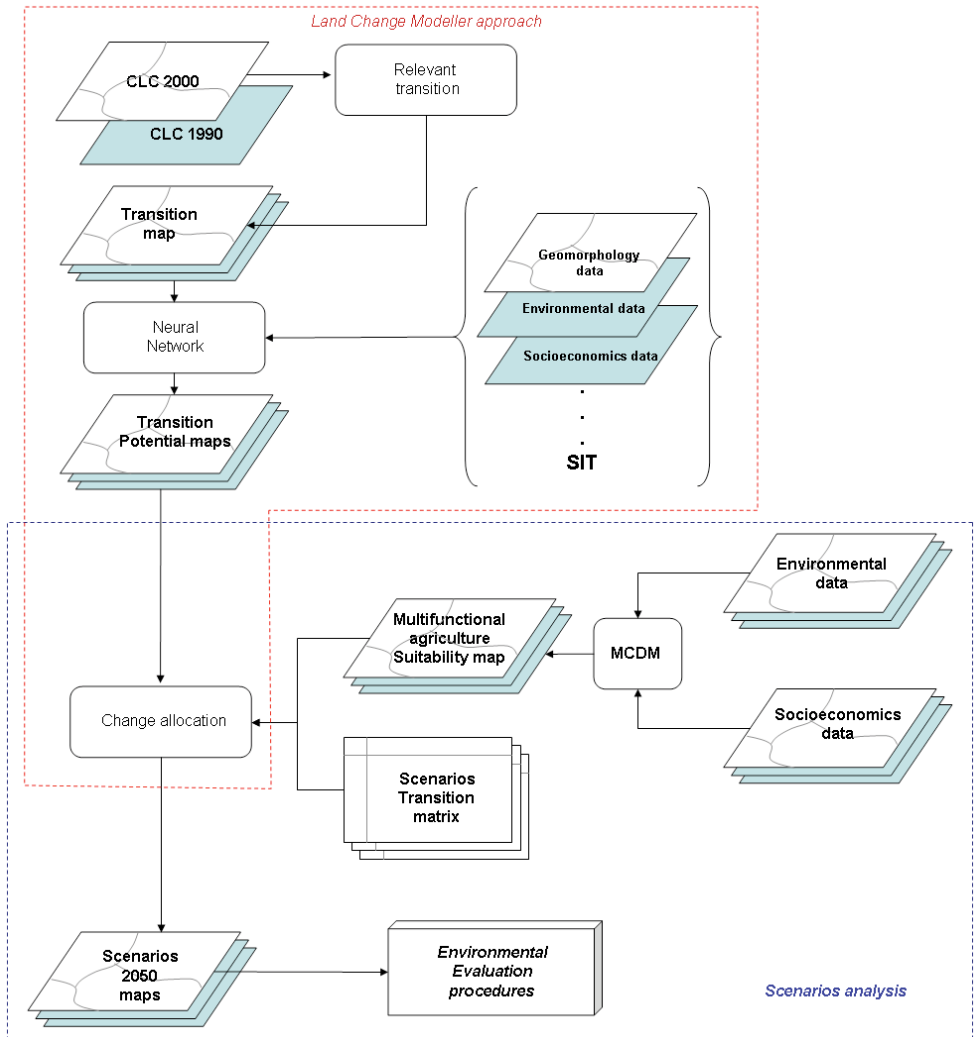 Land Change Modeller approach
CLC 2000
Relevant
transition
CLC 1990
Transition
map
Geomorphology
data
Environmental data
Socioeconomics data
.
.
.
SIT
Neural
Network
Transition
Potential maps
Environmental
data
Multifunctional
agriculture
Suitability map
MCDM
Socioeconomics
data
Change allocation
Scenarios
Transition
matrix
Scenarios
2050
maps
Environmental
Evaluation
procedures
Scenarios analysis